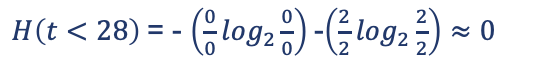 H(t < 28) = - (0/0 log₂ 0/0) -(2/2 log₂ 2/2) ≈ 0